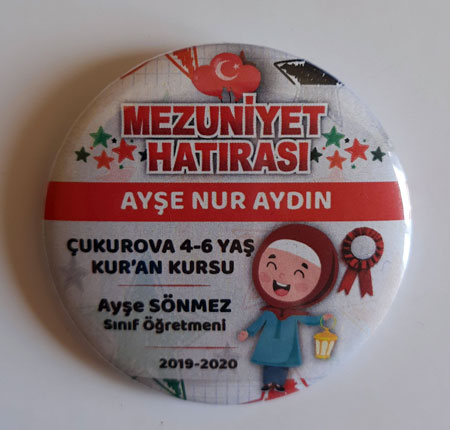 MEZUNİYET
HATIRASI
AYŞE NUR AYDIN
ÇUKUROVA 4-6 YAŞ
KUR'AN KURSU
Ayşe SÖNMEZ
Sınıf Öğretmeni
2019-2020